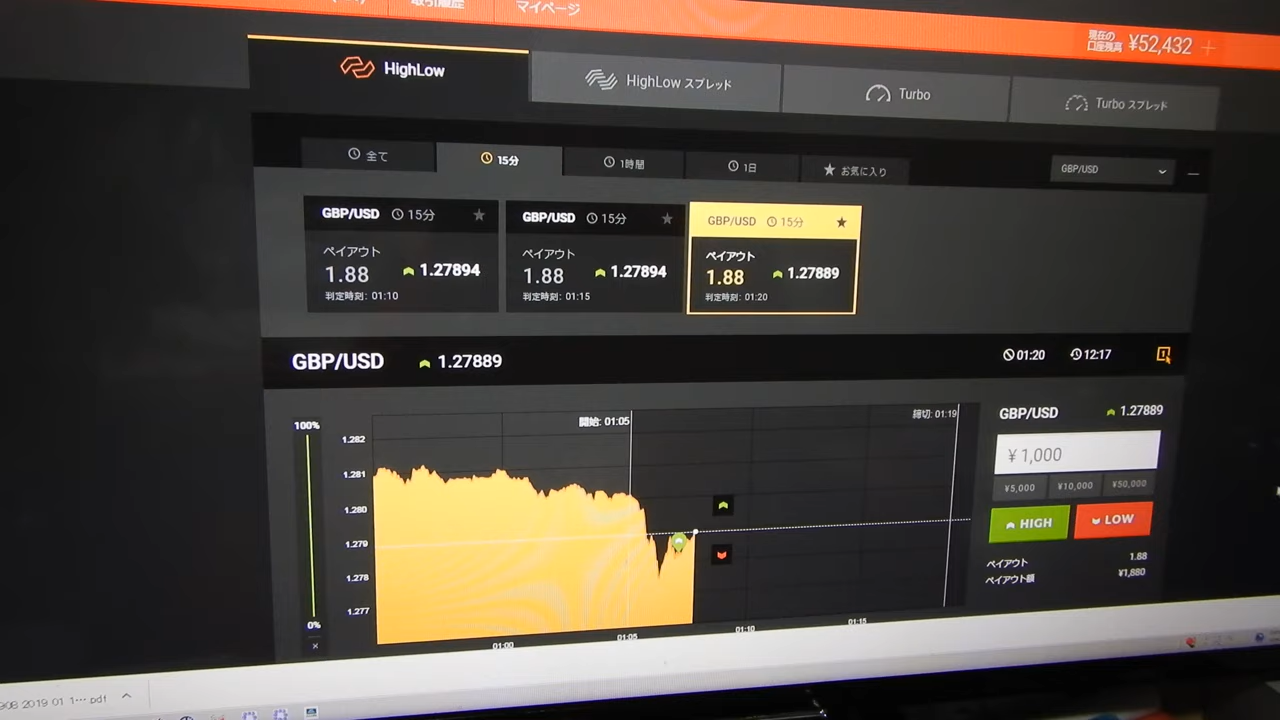 取引履歴
マイページ
現在の
口座残高 ¥52,432 +
HighLow
HighLow スプレッド
Turbo
Turbo スプレッド
全て
15分
1時間
1日
お気に入り
GBP/USD
GBP/USD 15分
ペイアウト
1.88 1.27894
判定時刻: 01:10
GBP/USD 15分
ペイアウト
1.88 1.27894
判定時刻: 01:15
GBP/USD 15分
ペイアウト
1.88 1.27889
判定時刻: 01:20
GBP/USD 1.27889
01:20 12:17
100%
0%
1.282
1.281
1.280
1.279
1.278
1.277
開始: 01:05
締切: 01:19
01:00
01:05
01:10
01:15
GBP/USD 1.27889
¥ 1,000
¥5,000 ¥10,000 ¥50,000
HIGH LOW
ペイアウト 1.88
ペイアウト額 ¥1,880
908 2019 01 1….pdf